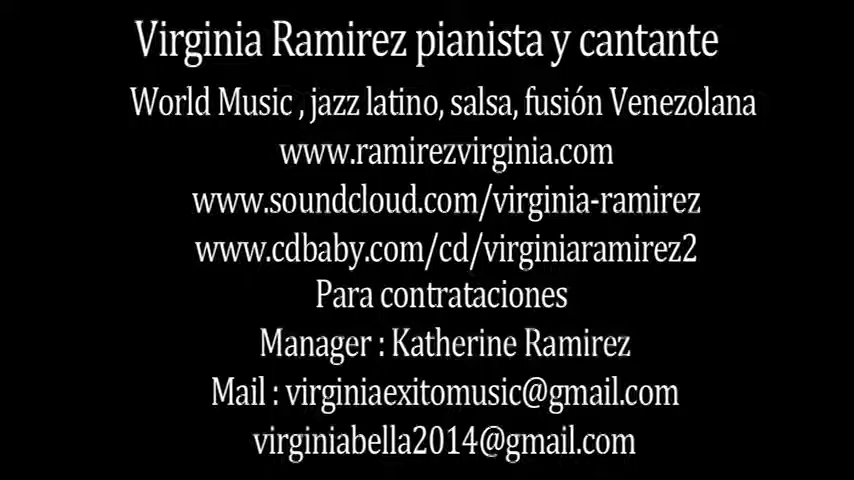 Virginia Ramirez pianista y cantante
World Music , jazz latino, salsa, fusión Venezolana
www.ramirezvirginia.com
www.soundcloud.com/virginia-ramirez
www.cdbaby.com/cd/virginiaramirez2
Para contrataciones
Manager : Katherine Ramirez
Mail : virginiaexitomusic@gmail.com
virginiabella2014@gmail.com